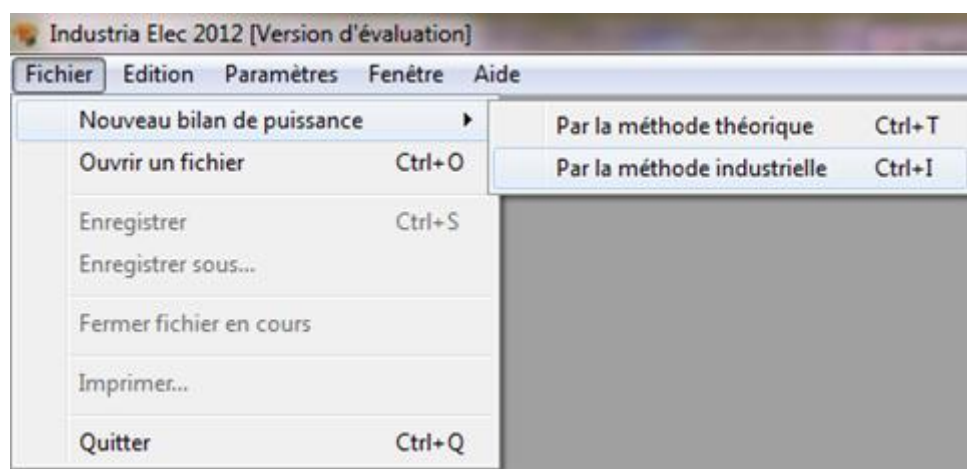 Industria Elec 2012 [Version d'évaluation]
Fichier Edition Paramètres Fenêtre Aide
Nouveau bilan de puissance
Par la méthode théorique Ctrl+T
Ouvrir un fichier Ctrl+O
Par la méthode industrielle Ctrl+I
Enregistrer Ctrl+S
Enregistrer sous...
Fermer fichier en cours
Imprimer...
Quitter Ctrl+Q